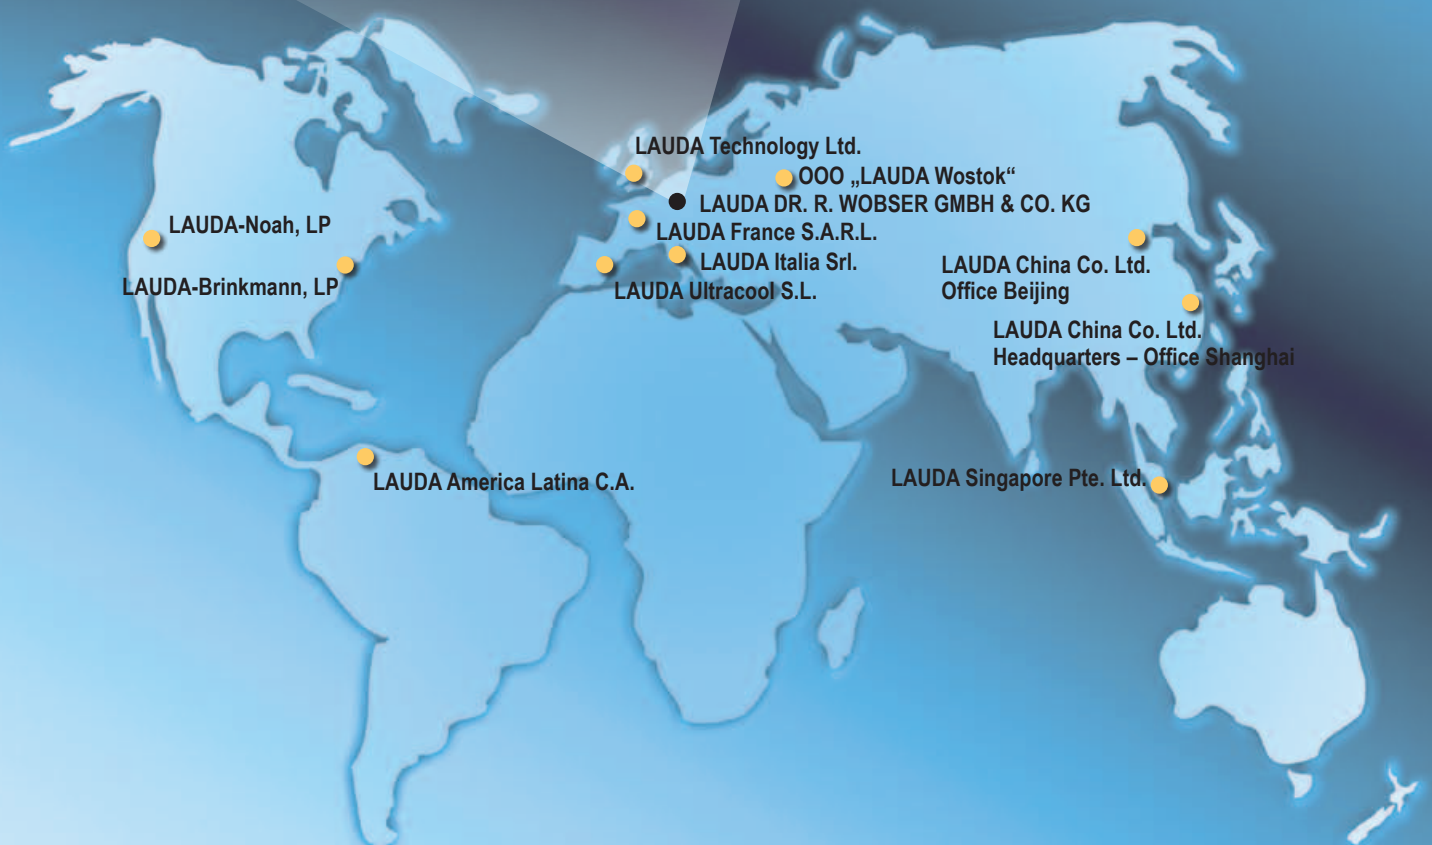 LAUDA Technology Ltd.
OOO „LAUDA Wostok“
LAUDA DR. R. WOBSER GMBH & CO. KG
LAUDA-Noah, LP
LAUDA France S.A.R.L.
LAUDA Italia Srl.
LAUDA China Co. Ltd.
Office Beijing
LAUDA-Brinkmann, LP
LAUDA Ultracool S.L.
LAUDA China Co. Ltd.
Headquarters – Office Shanghai
LAUDA America Latina C.A.
LAUDA Singapore Pte. Ltd.